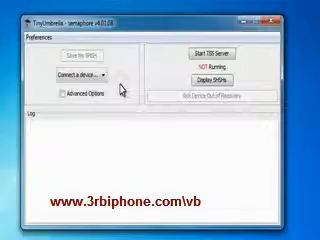 TinyUmbrella - semaphore v4.01.08
Preferences
Save My SHSH
Start TSS Server
NOT Running
Connect a device...
Display SHSHs
Advanced Options
Kick Device Out of Recovery
Log
www.3rbiphone.com\vb